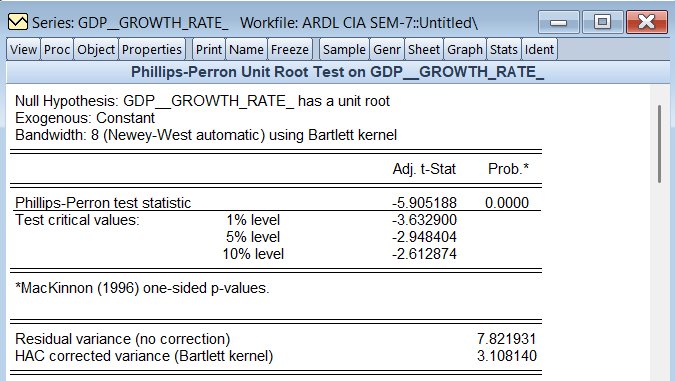 Series: GDP__GROWTH_RATE_ Workfile: ARDL CIA SEM-7::Untitled\
View Proc Object Properties Print Name Freeze Sample Genr Sheet Graph Stats Ident
Phillips-Perron Unit Root Test on GDP__GROWTH_RATE_
Null Hypothesis: GDP__GROWTH_RATE_ has a unit root
Exogenous: Constant
Bandwidth: 8 (Newey-West automatic) using Bartlett kernel
Adj. t-Stat Prob.*
Phillips-Perron test statistic -5.905188 0.0000
Test critical values: 1% level -3.632900
5% level -2.948404
10% level -2.612874
*MacKinnon (1996) one-sided p-values.
Residual variance (no correction) 7.821931
HAC corrected variance (Bartlett kernel) 3.108140